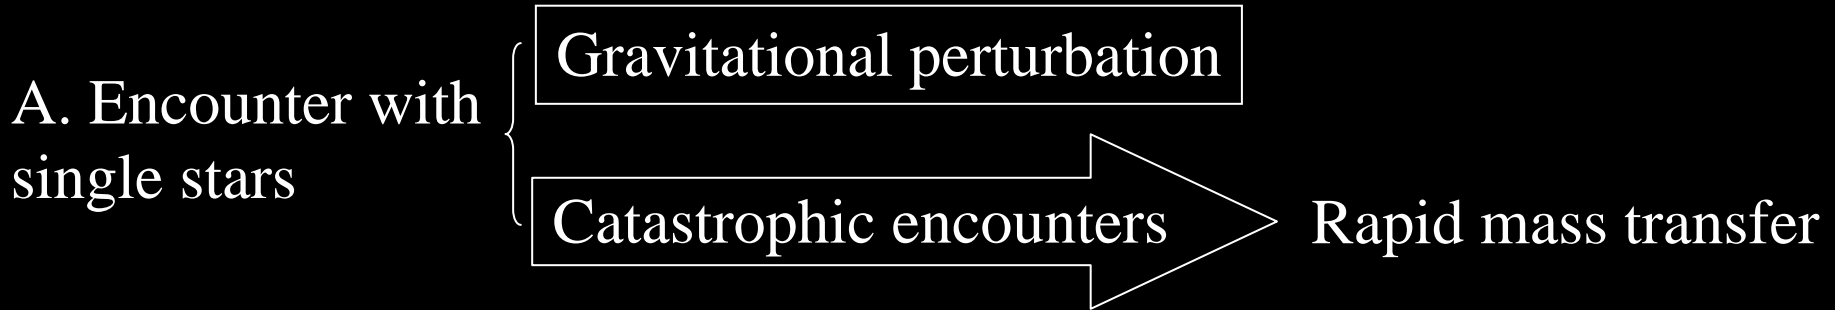 A. Encounter with
single stars
Gravitational perturbation
Catastrophic encounters
Rapid mass transfer